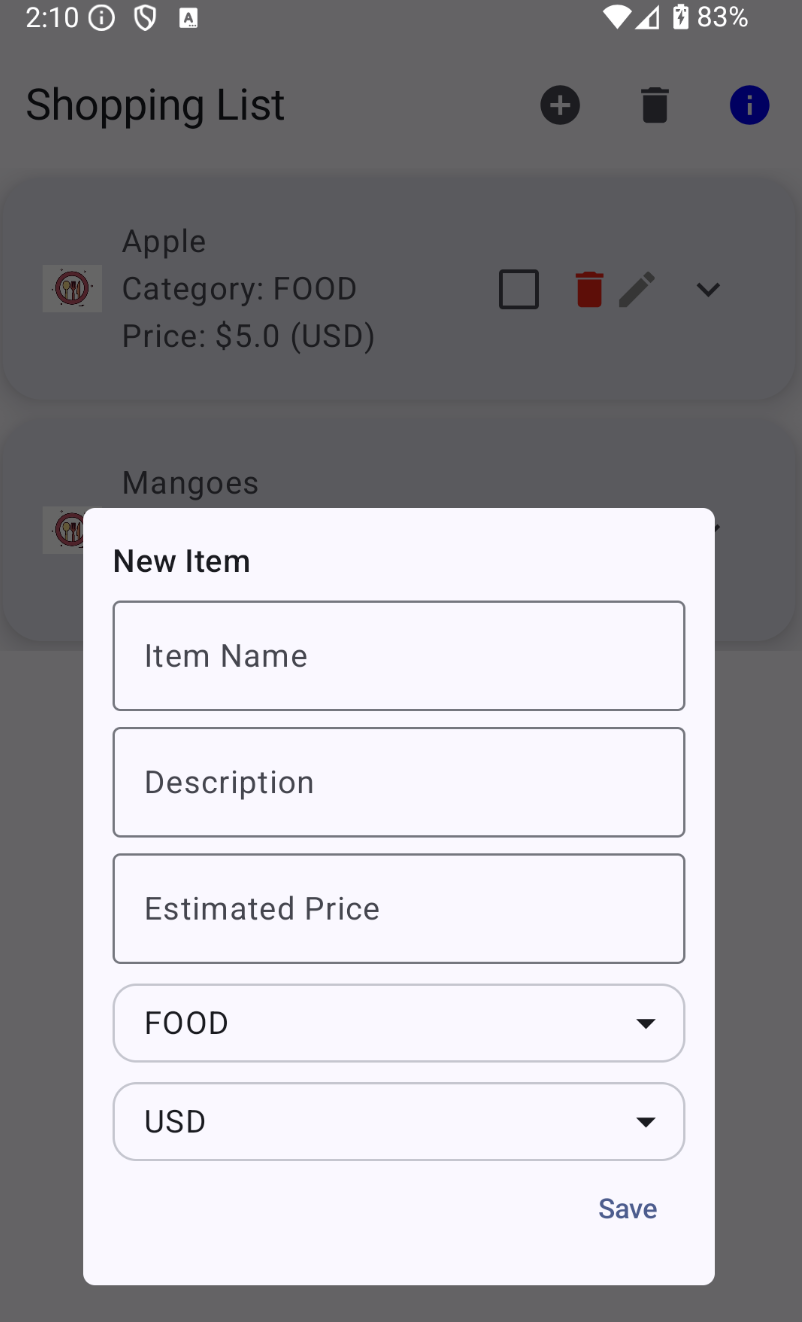 2:10 83%
Shopping List
Apple
Category: FOOD
Price: $5.0 (USD)
Mangoes
New Item
Item Name
Description
Estimated Price
FOOD
USD
Save